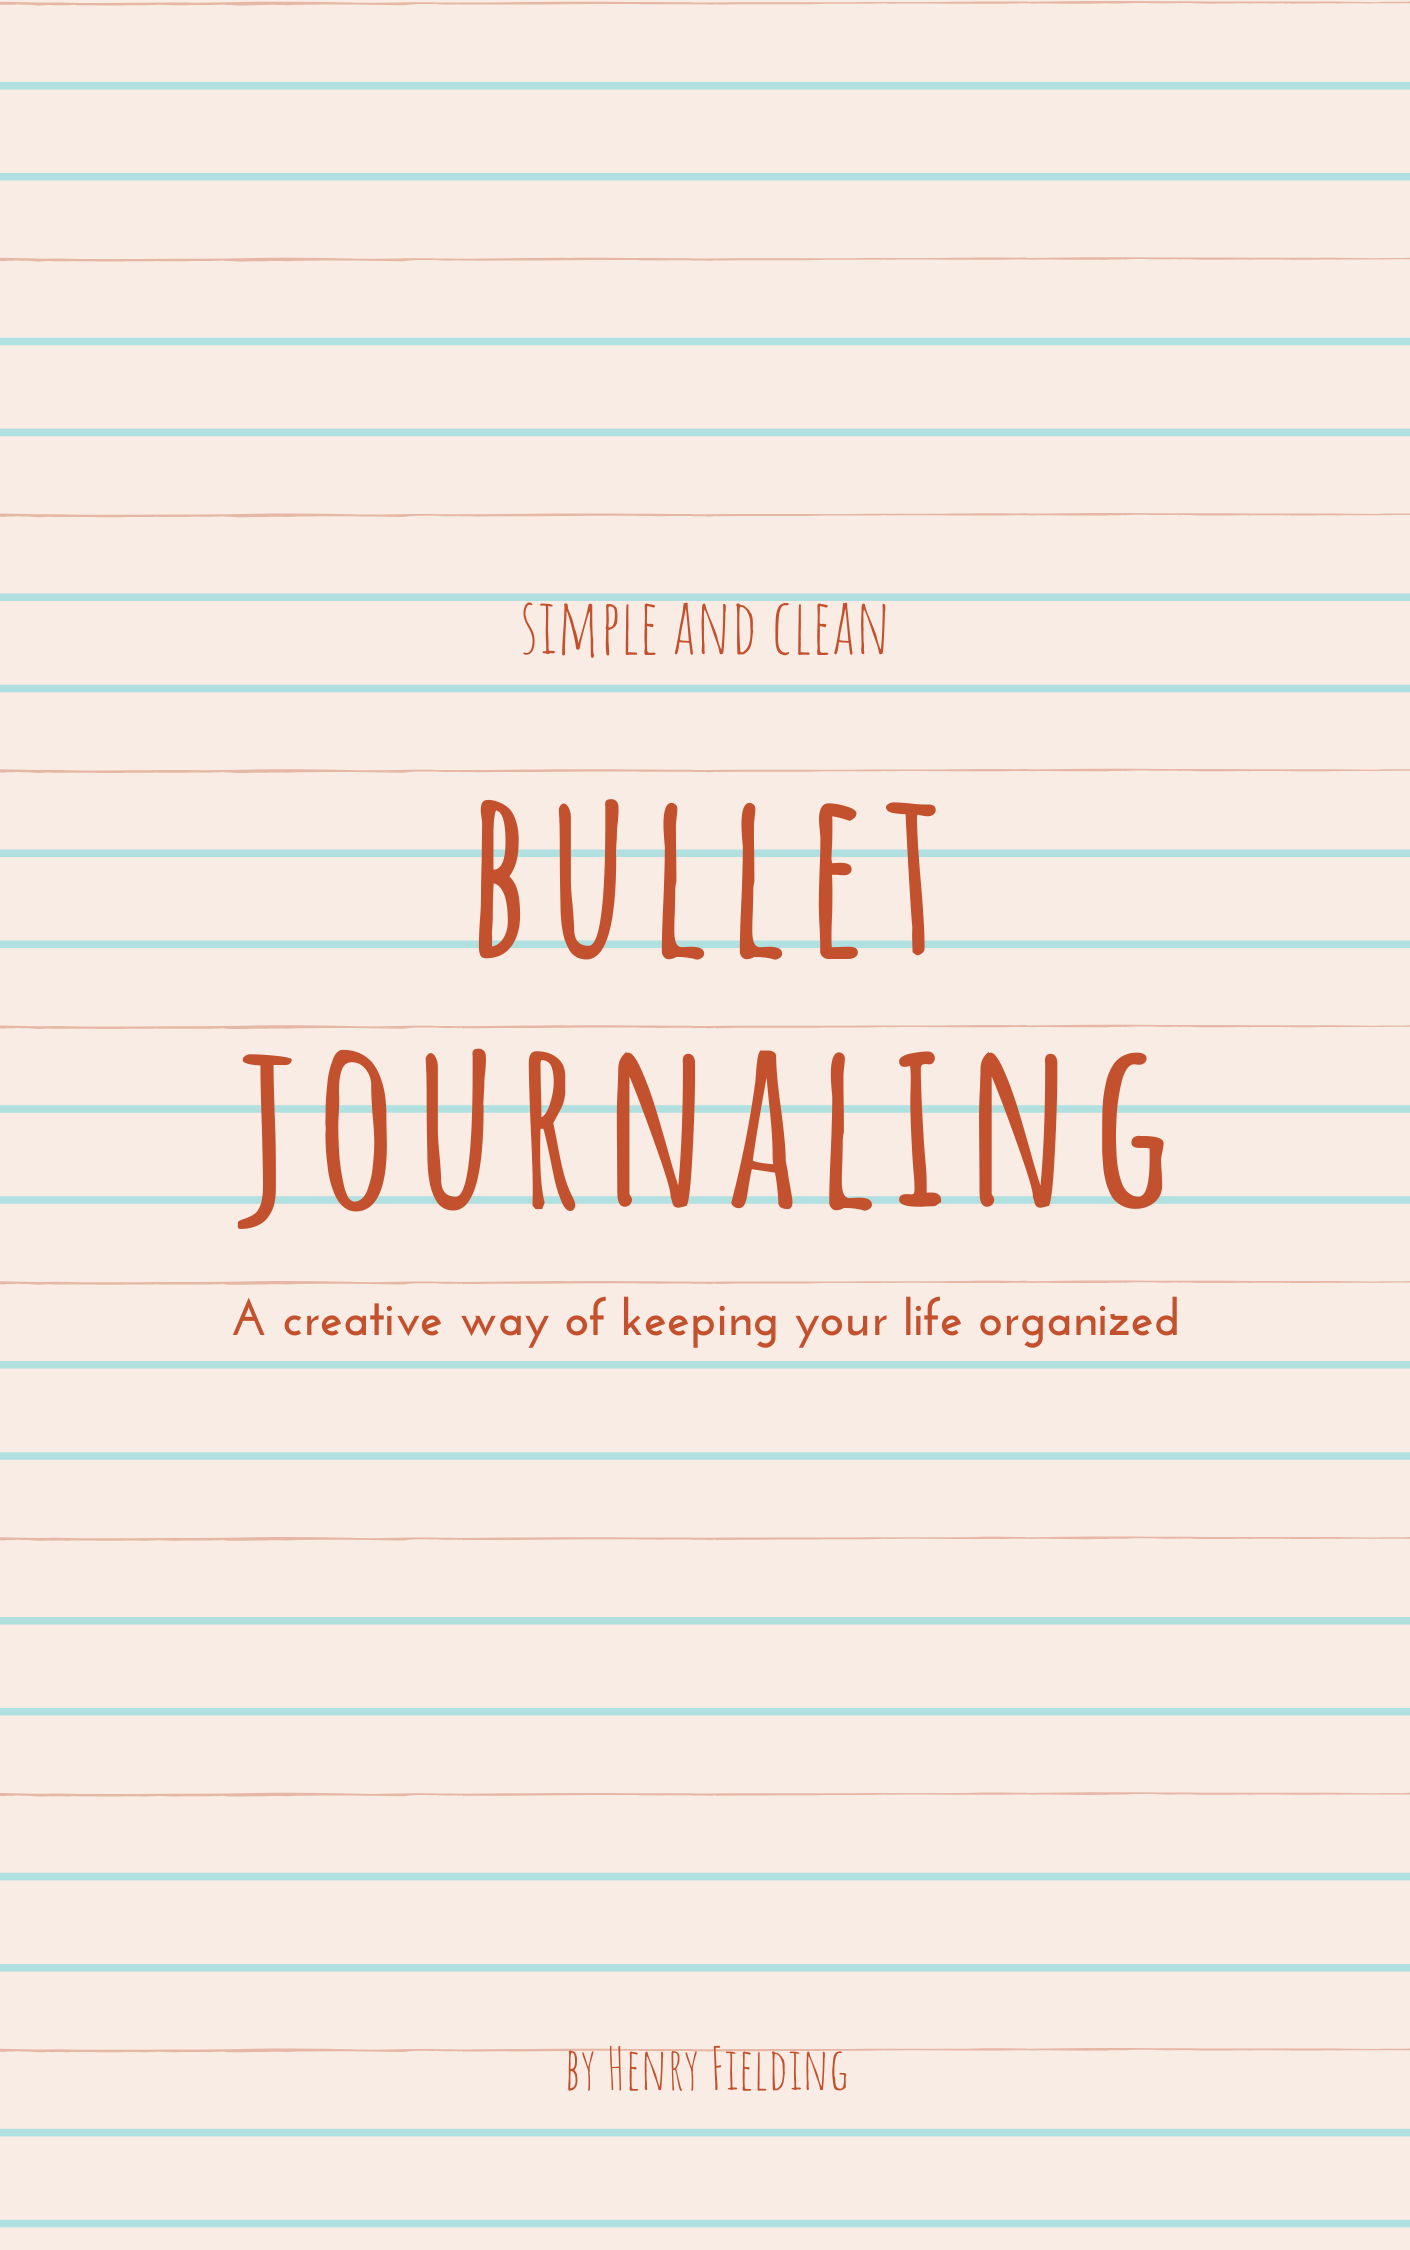 SIMPLE AND CLEAN
BULLET
JOURNALING
A creative way of keeping your life organized
by Henry Fielding